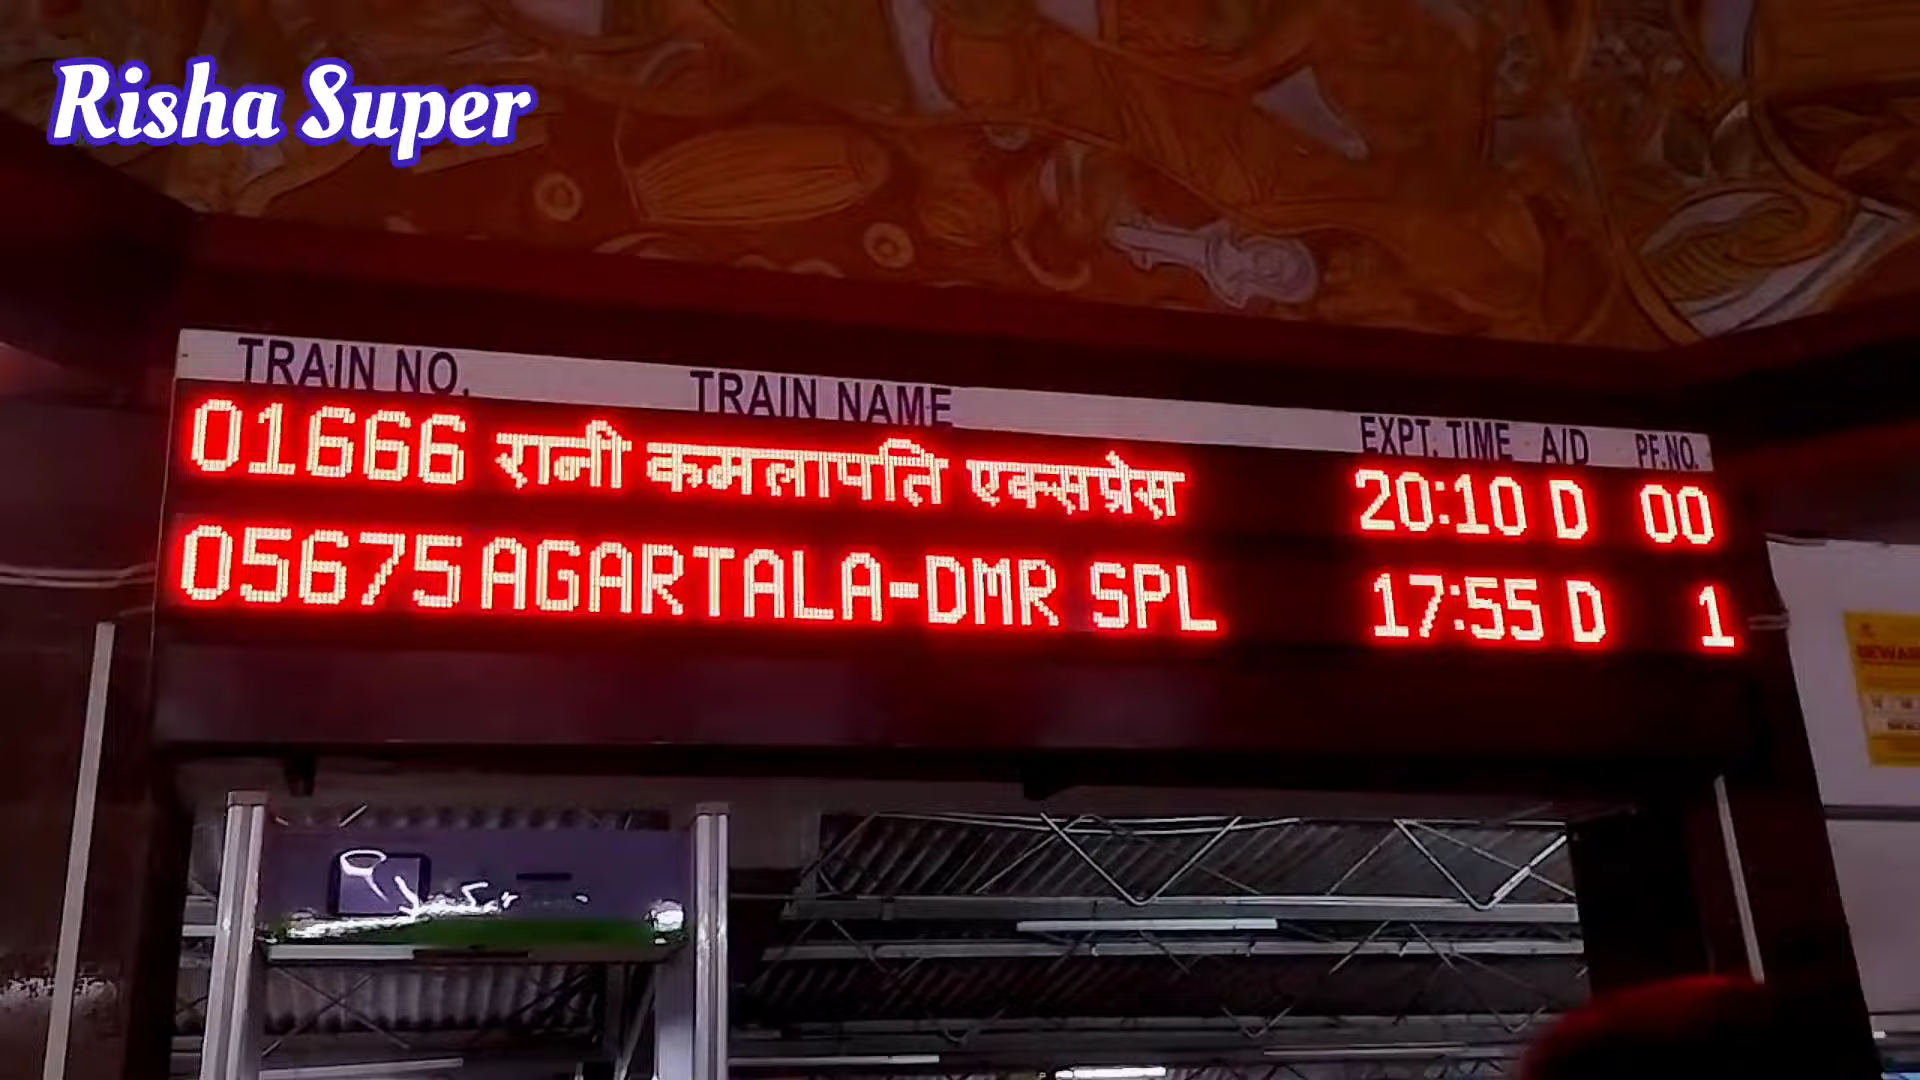 Risha Super
TRAIN NO. TRAIN NAME EXPT. TIME A/D PF.NO.
01666 रानी कमलापति एक्सप्रेस 20:10 D 00
05675 AGARTALA-DMR SPL 17:55 D 1